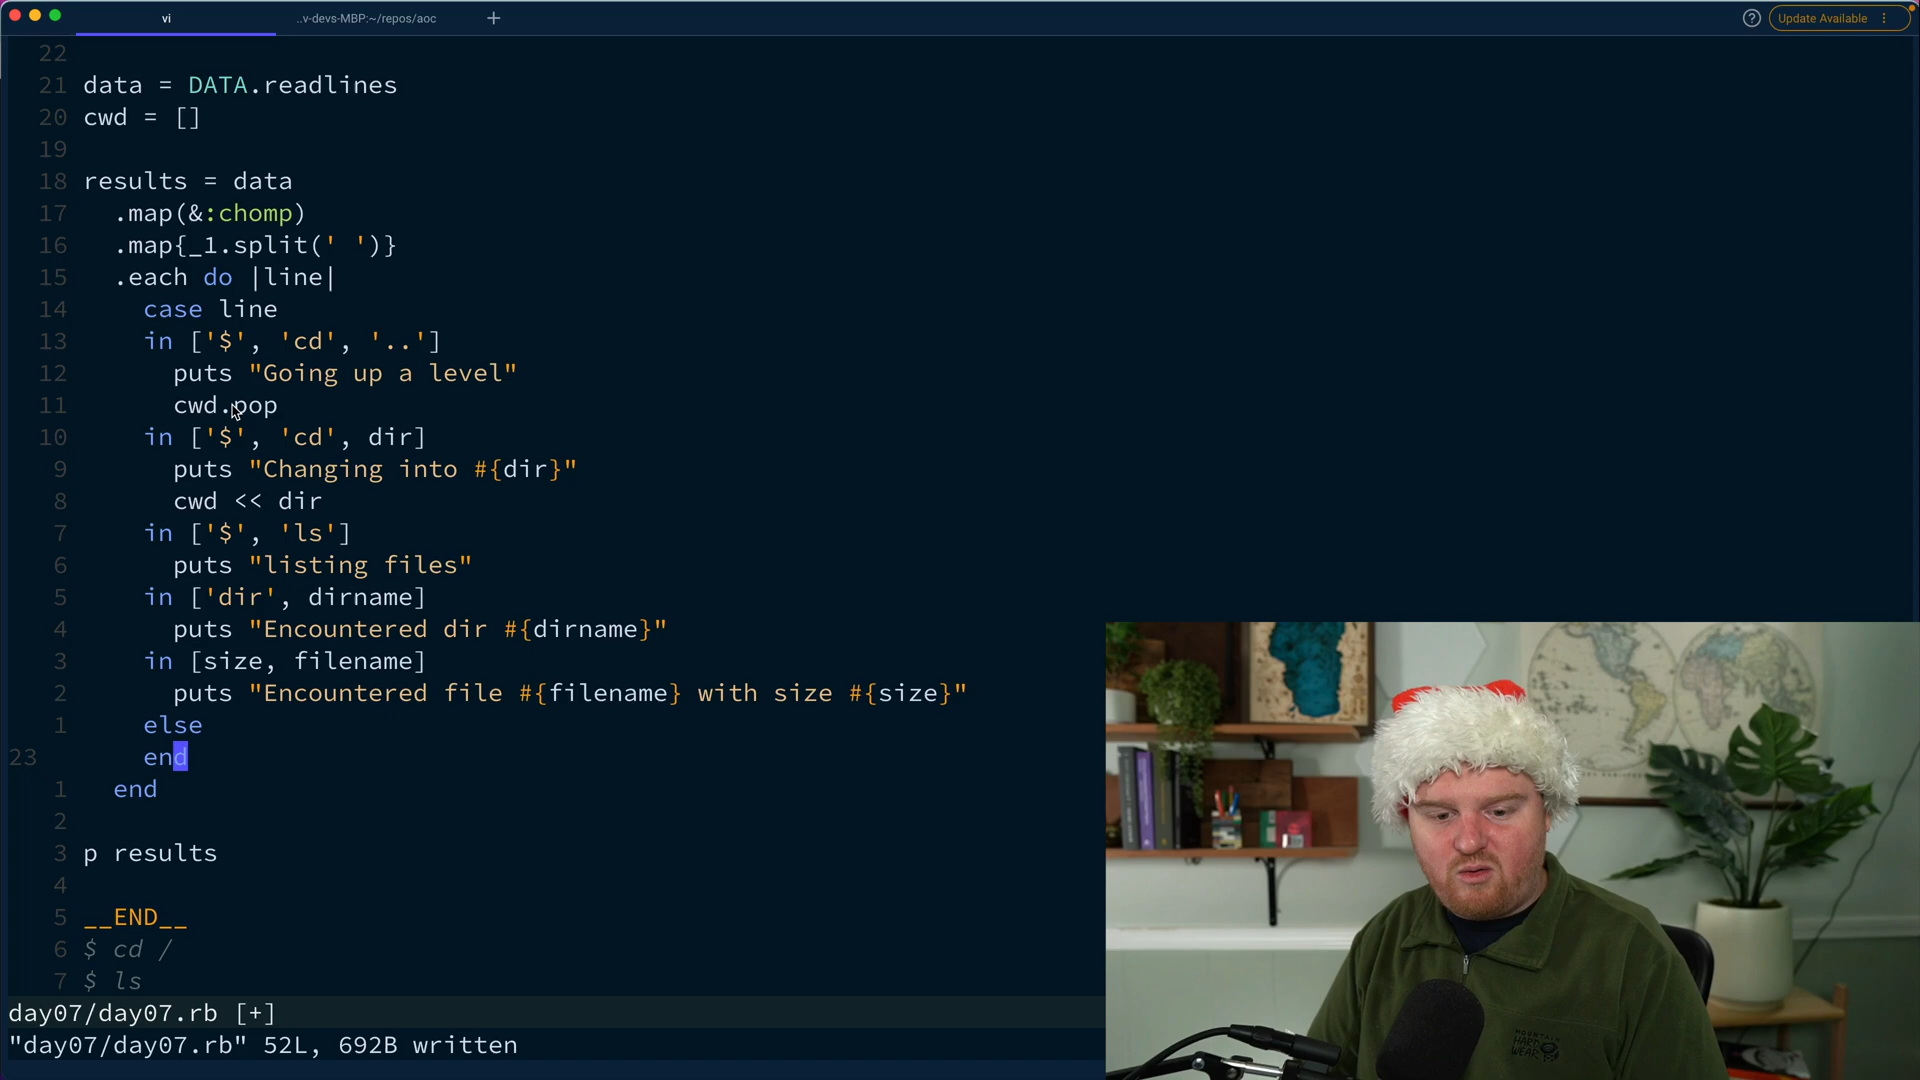 vi
..v-devs-MBP:~/repos/aoc
+
?
Update Available
22
21 data = DATA.readlines
20 cwd = []
19
18 results = data
17   .map(&:chomp)
16   .map{_1.split(' ')}
15   .each do |line|
14     case line
13     in ['$', 'cd', '..']
12       puts "Going up a level"
11       cwd.pop
10     in ['$', 'cd', dir]
9       puts "Changing into #{dir}"
8       cwd << dir
7     in ['$', 'ls']
6       puts "listing files"
5     in ['dir', dirname]
4       puts "Encountered dir #{dirname}"
3     in [size, filename]
2       puts "Encountered file #{filename} with size #{size}"
1     else
23     end
1   end
2
3 p results
4
5 __END__
6 $ cd /
7 $ ls
day07/day07.rb [+]
"day07/day07.rb" 52L, 692B written
MOUNTAIN
HARD
WEAR